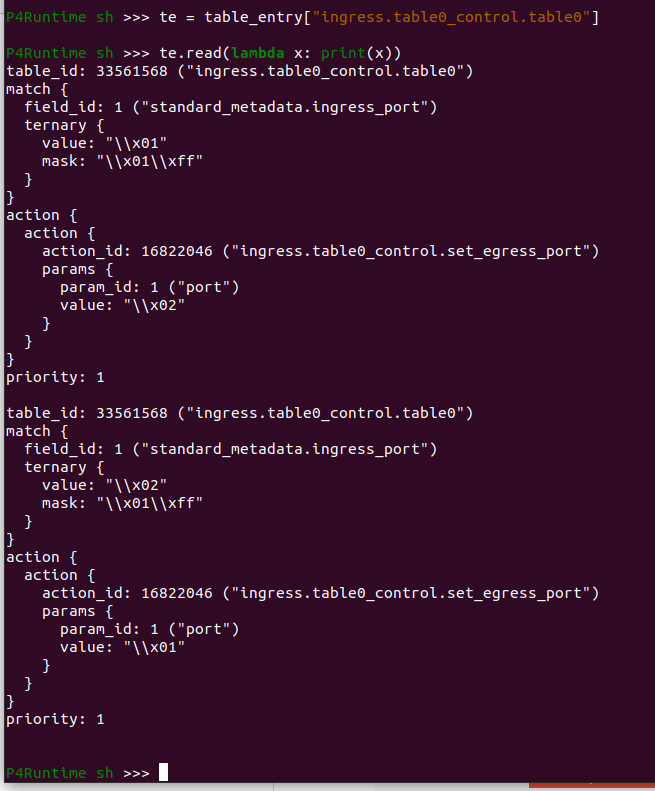 P4Runtime sh >>> te = table_entry["ingress.table0_control.table0"]
P4Runtime sh >>> te.read(lambda x: print(x))
table_id: 33561568 ("ingress.table0_control.table0")
match {
  field_id: 1 ("standard_metadata.ingress_port")
  ternary {
    value: "\\x01"
    mask: "\\x01\\xff"
  }
}
action {
  action {
    action_id: 16822046 ("ingress.table0_control.set_egress_port")
    params {
      param_id: 1 ("port")
      value: "\\x02"
    }
  }
}
priority: 1
table_id: 33561568 ("ingress.table0_control.table0")
match {
  field_id: 1 ("standard_metadata.ingress_port")
  ternary {
    value: "\\x02"
    mask: "\\x01\\xff"
  }
}
action {
  action {
    action_id: 16822046 ("ingress.table0_control.set_egress_port")
    params {
      param_id: 1 ("port")
      value: "\\x01"
    }
  }
}
priority: 1
P4Runtime sh >>>